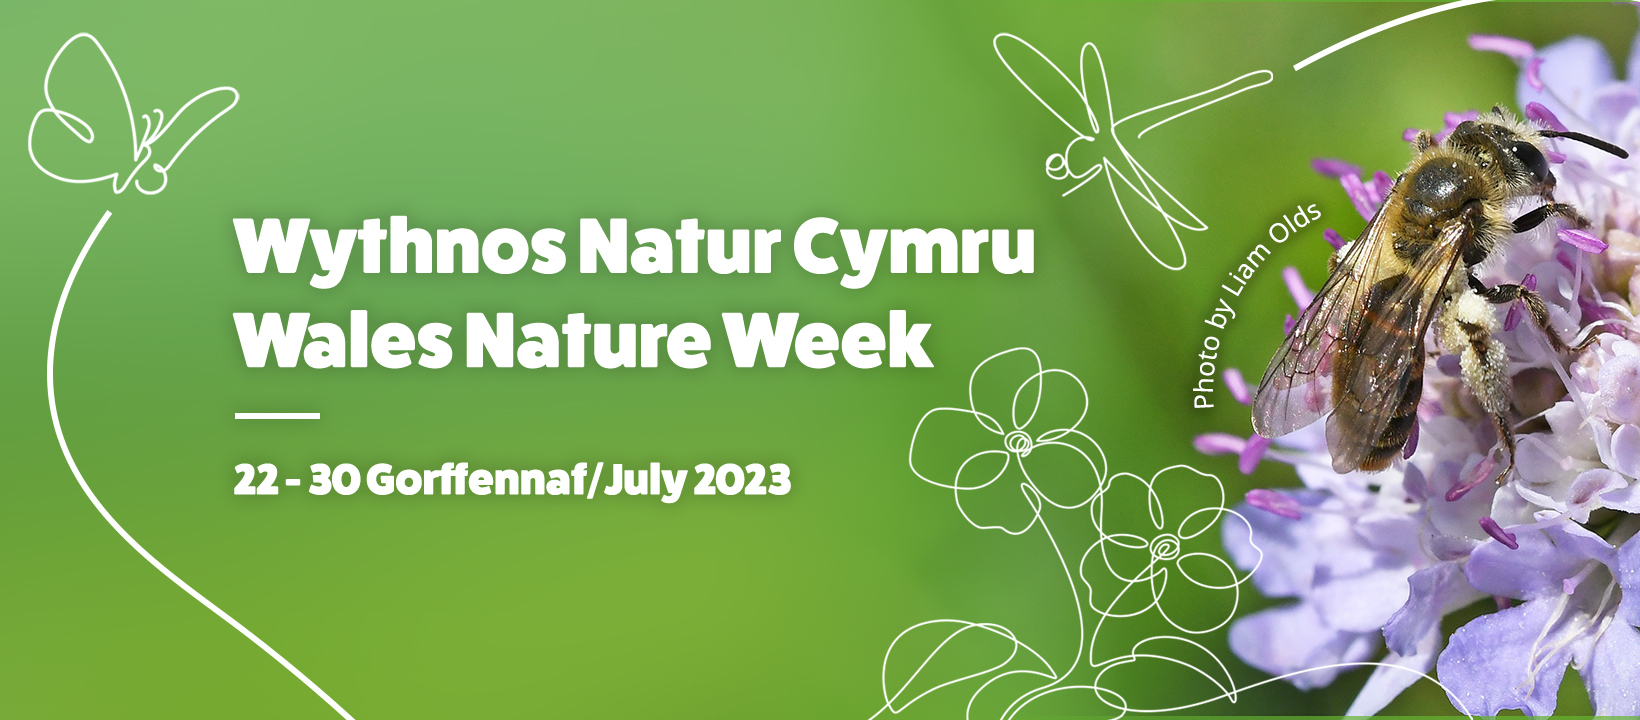 Wythnos Natur Cymru
Wales Nature Week
22 - 30 Gorffennaf/July 2023
Photo by Liam Olds